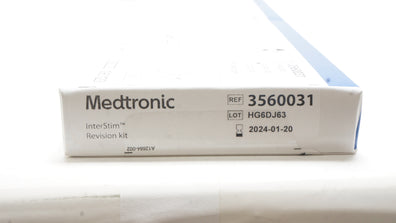 Medtronic
REF 3560031
LOT HG6DJ63
2024-01-20
InterStim™
Revision kit